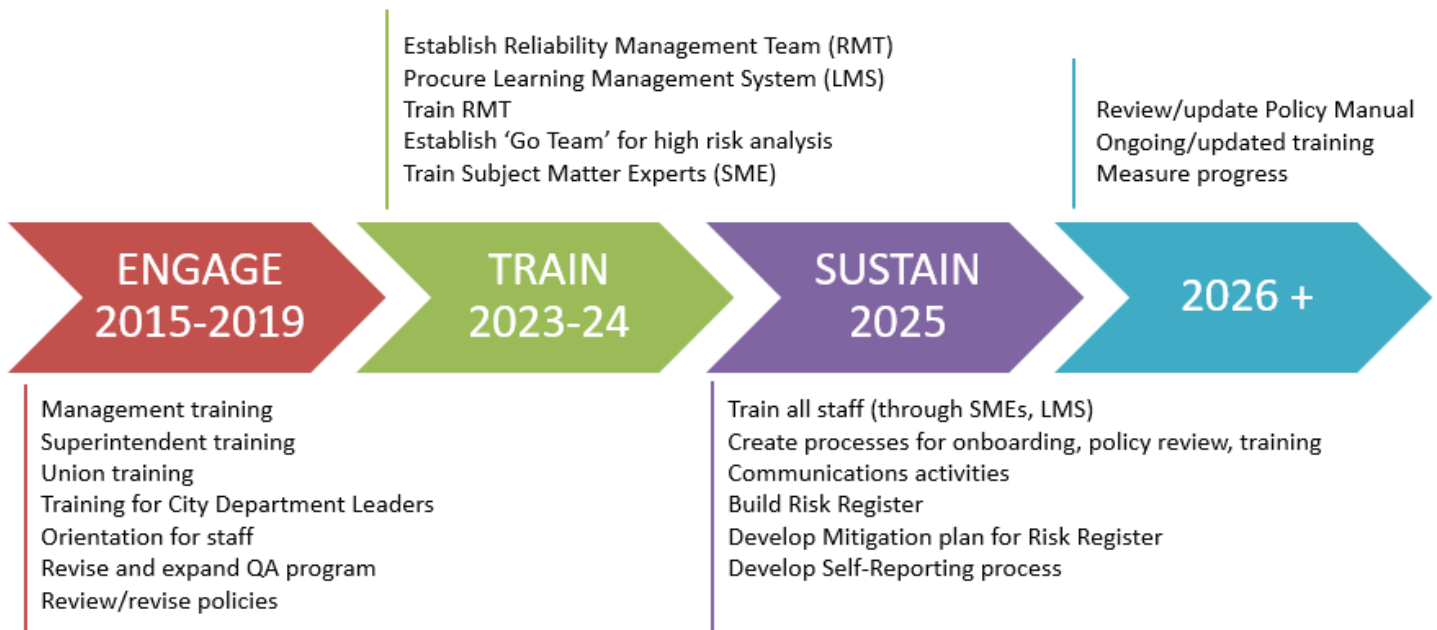 Establish Reliability Management Team (RMT)
Procure Learning Management System (LMS)
Train RMT
Establish ‘Go Team’ for high risk analysis
Train Subject Matter Experts (SME)
Review/update Policy Manual
Ongoing/updated training
Measure progress
ENGAGE
2015-2019
TRAIN
2023-24
SUSTAIN
2025
2026 +
Management training
Superintendent training
Union training
Training for City Department Leaders
Orientation for staff
Revise and expand QA program
Review/revise policies
Train all staff (through SMEs, LMS)
Create processes for onboarding, policy review, training
Communications activities
Build Risk Register
Develop Mitigation plan for Risk Register
Develop Self-Reporting process